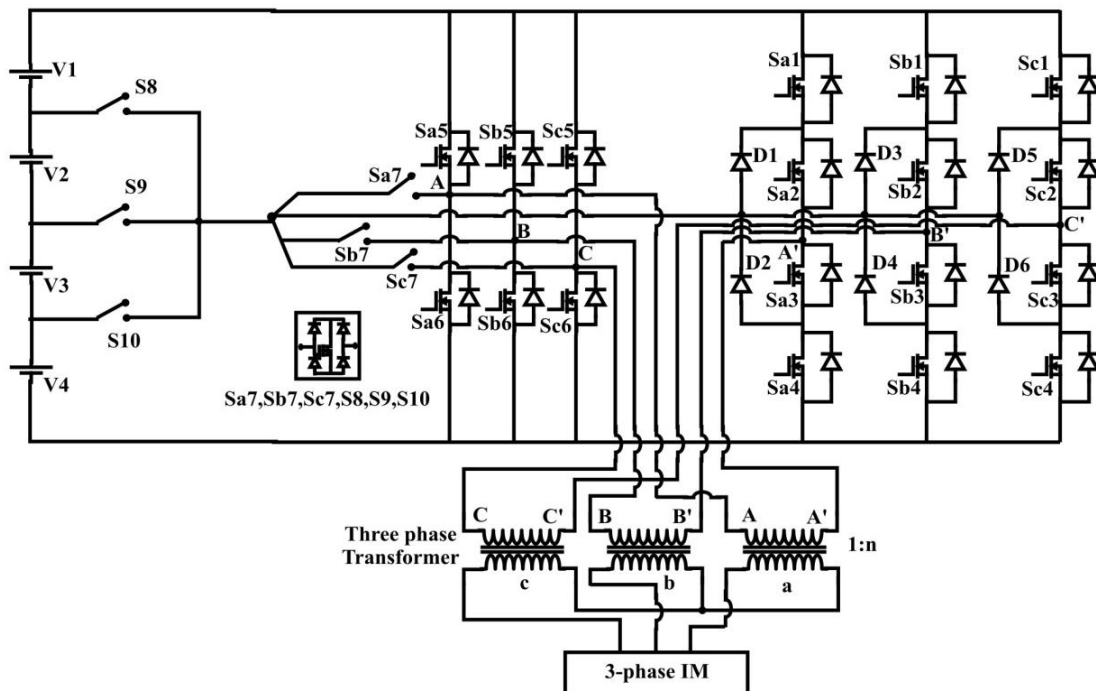 V1
S8
V2
S9
V3
S10
V4
Sa7,Sb7,Sc7,S8,S9,S10
Sa7
Sb7
Sc7
Sa5
Sb5
Sc5
A
B
C
Sa6
Sb6
Sc6
Sa1
Sb1
Sc1
D1
D3
D5
Sa2
Sb2
Sc2
A'
B'
C'
D2
D4
D6
Sa3
Sb3
Sc3
Sa4
Sb4
Sc4
Three phase
Transformer
C
C'
B
B'
A
A'
1:n
c
b
a
3-phase IM